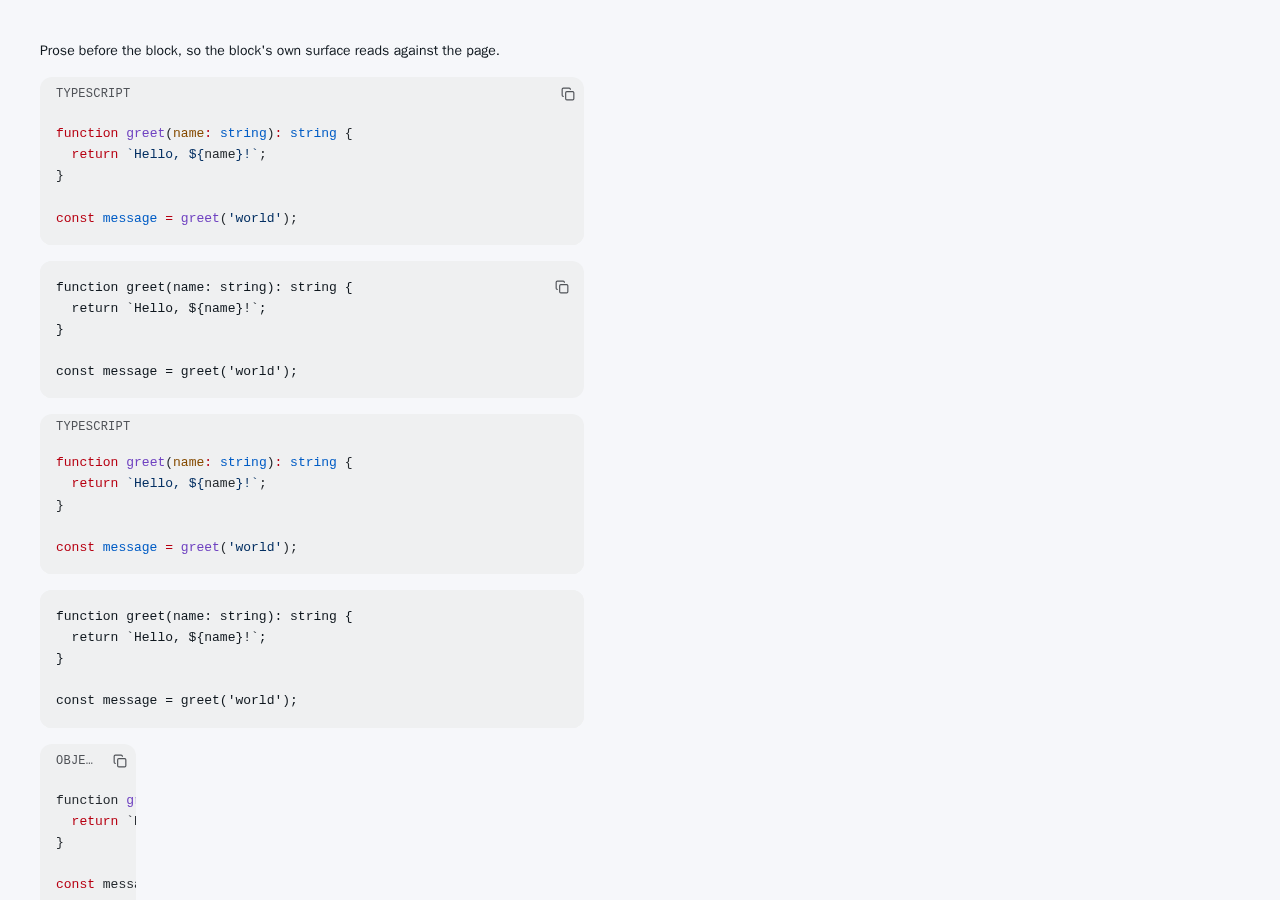 Prose before the block, so the block's own surface reads against the page.
TYPESCRIPT
function greet(name: string): string {
  return `Hello, ${name}!`;
}
const message = greet('world');
function greet(name: string): string {
  return `Hello, ${name}!`;
}
const message = greet('world');
TYPESCRIPT
function greet(name: string): string {
  return `Hello, ${name}!`;
}
const message = greet('world');
function greet(name: string): string {
  return `Hello, ${name}!`;
}
const message = greet('world');
OBJE…
function g
  return `
}
const messa